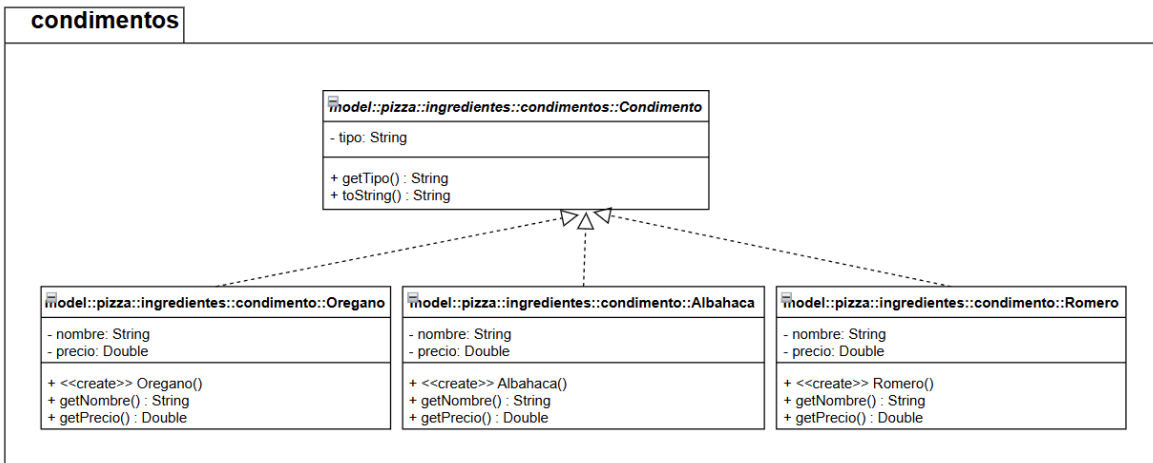 condimentos
model::pizza::ingredientes::condimentos::Condimento
- tipo: String
+ getTipo() : String
+ toString() : String
model::pizza::ingredientes::condimento::Oregano
- nombre: String
- precio: Double
+ <<create>> Oregano()
+ getNombre() : String
+ getPrecio() : Double
model::pizza::ingredientes::condimento::Albahaca
- nombre: String
- precio: Double
+ <<create>> Albahaca()
+ getNombre() : String
+ getPrecio() : Double
model::pizza::ingredientes::condimento::Romero
- nombre: String
- precio: Double
+ <<create>> Romero()
+ getNombre() : String
+ getPrecio() : Double